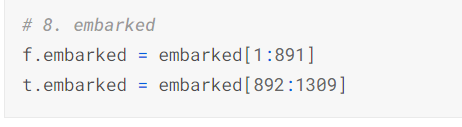 # 8. embarked
f.embarked = embarked[1:891]
t.embarked = embarked[892:1309]